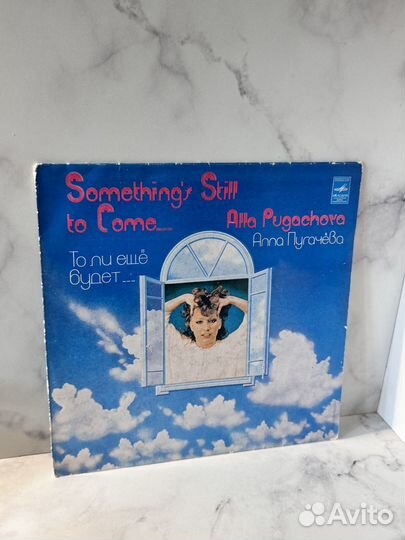 Something's Still
to Come......
Alla Pugachova
Алла Пугачёва
То ли ещё
будет...
Avito